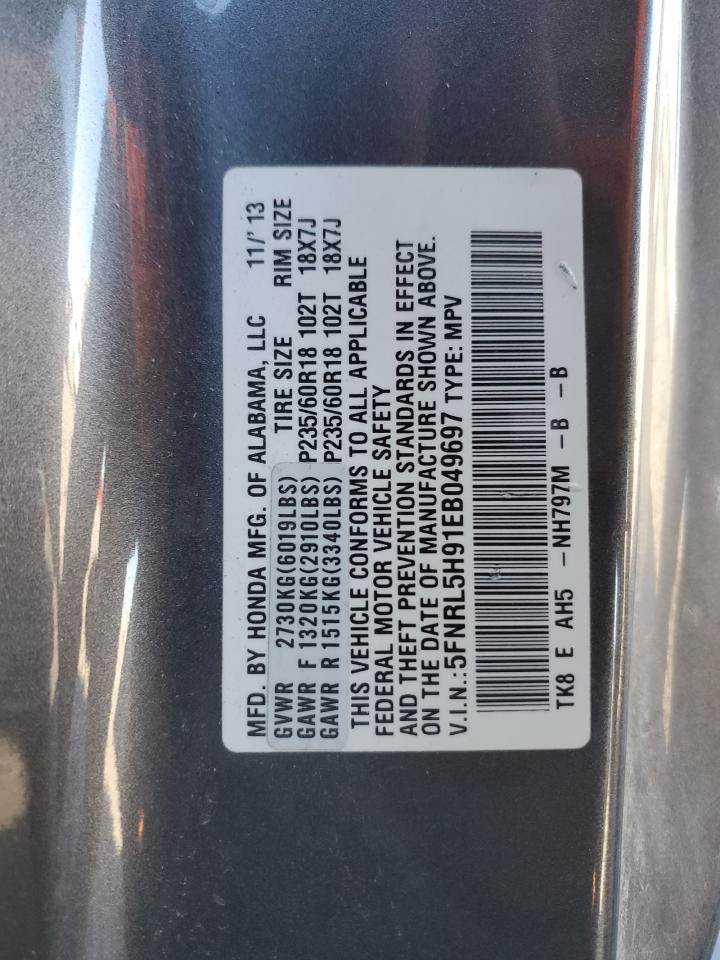 MFD. BY HONDA MFG. OF ALABAMA, LLC 11/'13
GVWR 2730KG(6019LBS) TIRE SIZE RIM SIZE
GAWR F 1320KG(2910LBS) P235/60R18 102T 18X7J
GAWR R 1515KG(3340LBS) P235/60R18 102T 18X7J
THIS VEHICLE CONFORMS TO ALL APPLICABLE
FEDERAL MOTOR VEHICLE SAFETY
AND THEFT PREVENTION STANDARDS IN EFFECT
ON THE DATE OF MANUFACTURE SHOWN ABOVE.
V.I.N.:5FNRL5H91EB049697 TYPE: MPV
TK8 E AH5 -NH797M -B -B